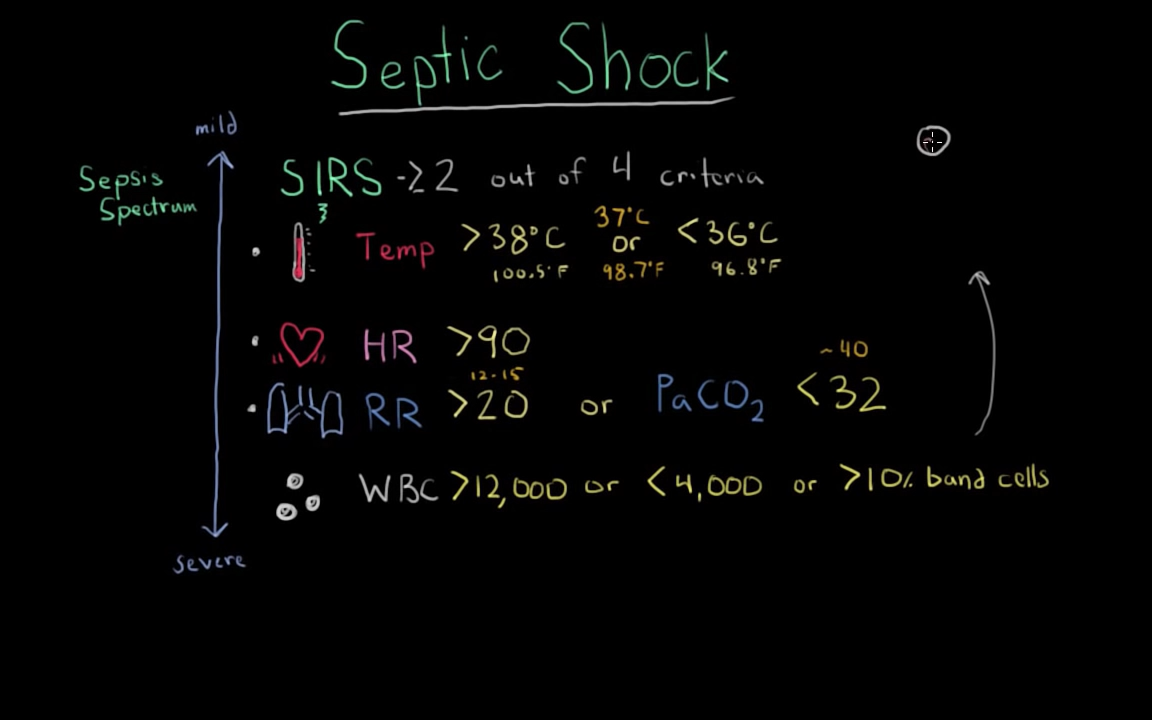 Septic Shock
mild
Sepsis
Spectrum
SIRS → ≥2 out of 4 criteria
Temp >38°C 37°C or <36°C
100.5°F 98.7°F 96.8°F
HR >90
12-15 ~40
RR >20 or PaCO₂ <32
WBC >12,000 or <4,000 or >10% band cells
severe